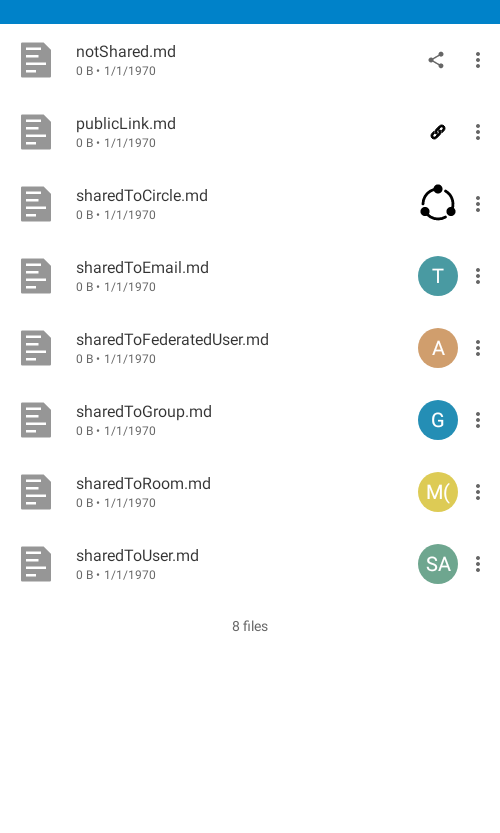 notShared.md
0 B • 1/1/1970
publicLink.md
0 B • 1/1/1970
sharedToCircle.md
0 B • 1/1/1970
sharedToEmail.md
0 B • 1/1/1970
T
sharedToFederatedUser.md
0 B • 1/1/1970
A
sharedToGroup.md
0 B • 1/1/1970
G
sharedToRoom.md
0 B • 1/1/1970
M(
sharedToUser.md
0 B • 1/1/1970
SA
8 files